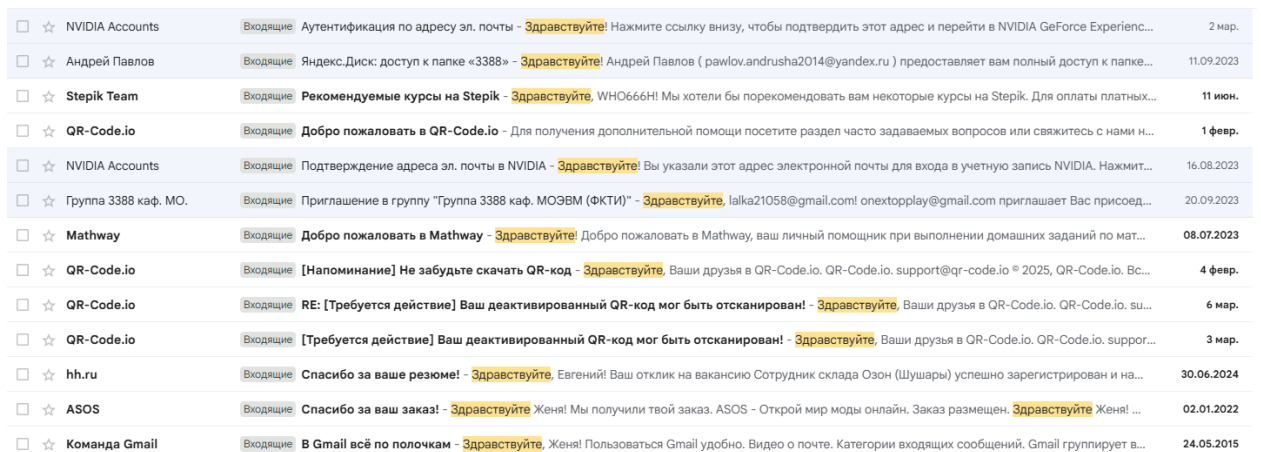 NVIDIA Accounts Входящие Аутентификация по адресу эл. почты - Здравствуйте! Нажмите ссылку внизу, чтобы подтвердить этот адрес и перейти в NVIDIA GeForce Experienc... 2 мар.
Андрей Павлов Входящие Яндекс.Диск: доступ к папке «3388» - Здравствуйте! Андрей Павлов ( pawlov.andrusha2014@yandex.ru ) предоставляет вам полный доступ к папке... 11.09.2023
Stepik Team Входящие Рекомендуемые курсы на Stepik - Здравствуйте, WHO666H! Мы хотели бы порекомендовать вам некоторые курсы на Stepik. Для оплаты платных... 11 июн.
QR-Code.io Входящие Добро пожаловать в QR-Code.io - Для получения дополнительной помощи посетите раздел часто задаваемых вопросов или свяжитесь с нами н... 1 февр.
NVIDIA Accounts Входящие Подтверждение адреса эл. почты в NVIDIA - Здравствуйте! Вы указали этот адрес электронной почты для входа в учетную запись NVIDIA. Нажмит... 16.08.2023
Группа 3388 каф. МО. Входящие Приглашение в группу "Группа 3388 каф. МОЭВМ (ФКТИ)" - Здравствуйте, lalka21058@gmail.com! onextopplay@gmail.com приглашает Вас присоед... 20.09.2023
Mathway Входящие Добро пожаловать в Mathway - Здравствуйте! Добро пожаловать в Mathway, ваш личный помощник при выполнении домашних заданий по мат... 08.07.2023
QR-Code.io Входящие [Напоминание] Не забудьте скачать QR-код - Здравствуйте, Ваши друзья в QR-Code.io. QR-Code.io. support@qr-code.io © 2025, QR-Code.io. Вс... 4 февр.
QR-Code.io Входящие RE: [Требуется действие] Ваш деактивированный QR-код мог быть отсканирован! - Здравствуйте, Ваши друзья в QR-Code.io. QR-Code.io. su... 6 мар.
QR-Code.io Входящие [Требуется действие] Ваш деактивированный QR-код мог быть отсканирован! - Здравствуйте, Ваши друзья в QR-Code.io. QR-Code.io. suppor... 3 мар.
hh.ru Входящие Спасибо за ваше резюме! - Здравствуйте, Евгений! Ваш отклик на вакансию Сотрудник склада Озон (Шушары) успешно зарегистрирован и на... 30.06.2024
ASOS Входящие Спасибо за ваш заказ! - Здравствуйте Женя! Мы получили твой заказ. ASOS - Открой мир моды онлайн. Заказ размещен. Здравствуйте Женя! ... 02.01.2022
Команда Gmail Входящие В Gmail всё по полочкам - Здравствуйте, Женя! Пользоваться Gmail удобно. Видео о почте. Категории входящих сообщений. Gmail группирует в... 24.05.2015